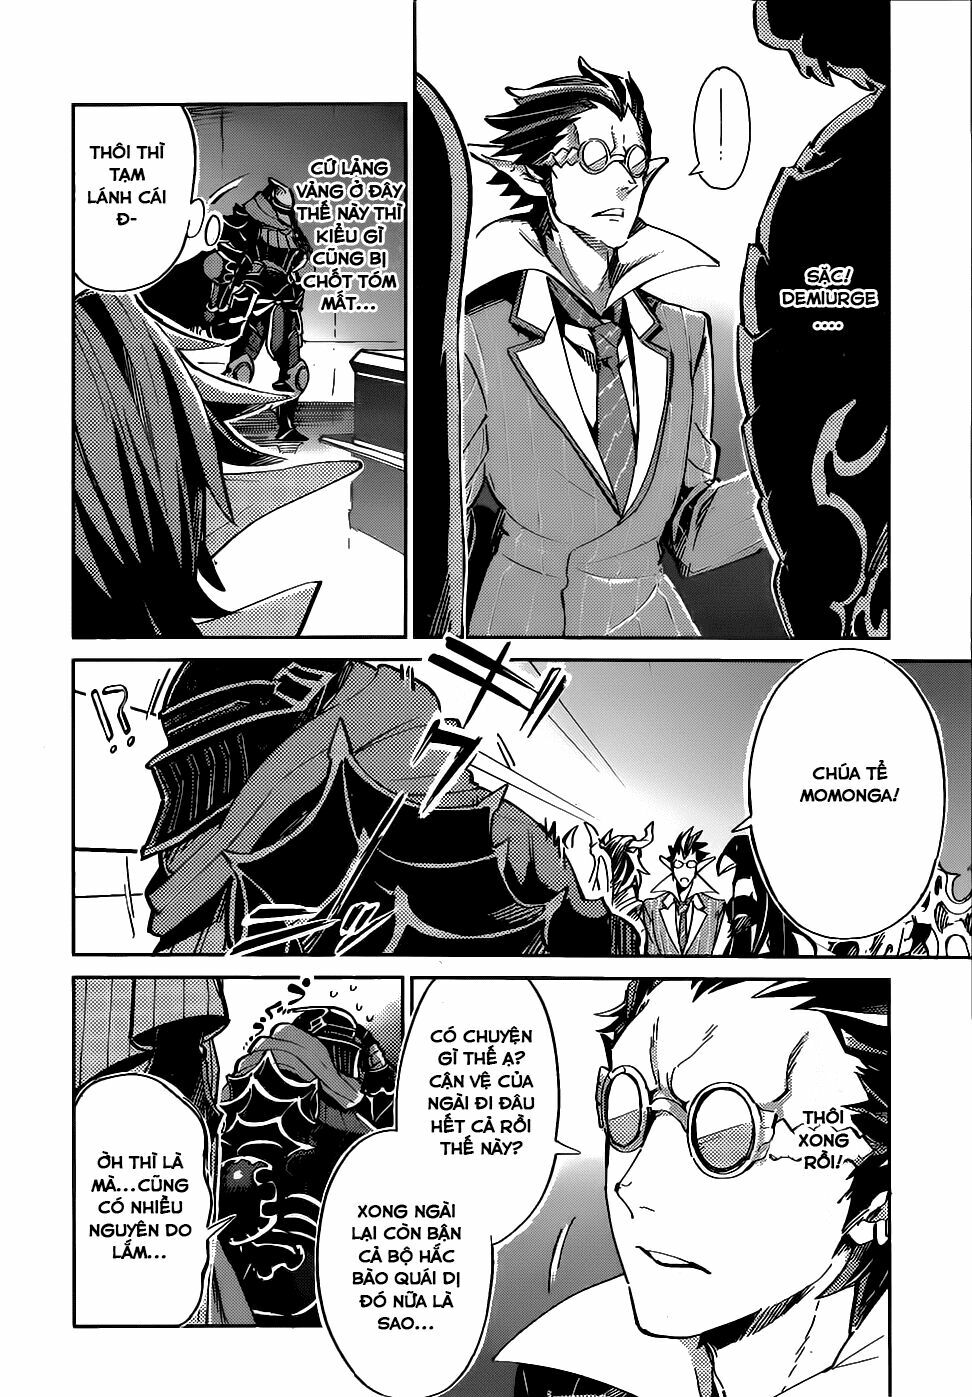 SẶC!
DEMIURGE
....
CỨ LẢNG
VẢNG Ở ĐÂY
THẾ NÀY THÌ
KIỂU GÌ
CŨNG BỊ
CHỐT TÓM
MẤT...
THÔI THÌ
TẠM
LÁNH CÁI
Đ-
CHÚA TỂ
MOMONGA!
!?
THÔI
XONG
RỒI!
CÓ CHUYỆN
GÌ THẾ Ạ?
CẬN VỆ CỦA
NGÀI ĐI ĐÂU
HẾT CẢ RỒI
THẾ NÀY?
XONG NGÀI
LẠI CÒN BẬN
CẢ BỘ HẮC
BÀO QUÁI DỊ
ĐÓ NỮA LÀ
SAO...
ỜH THÌ LÀ
MÀ...CŨNG
CÓ NHIỀU
NGUYÊN DO
LẮM...